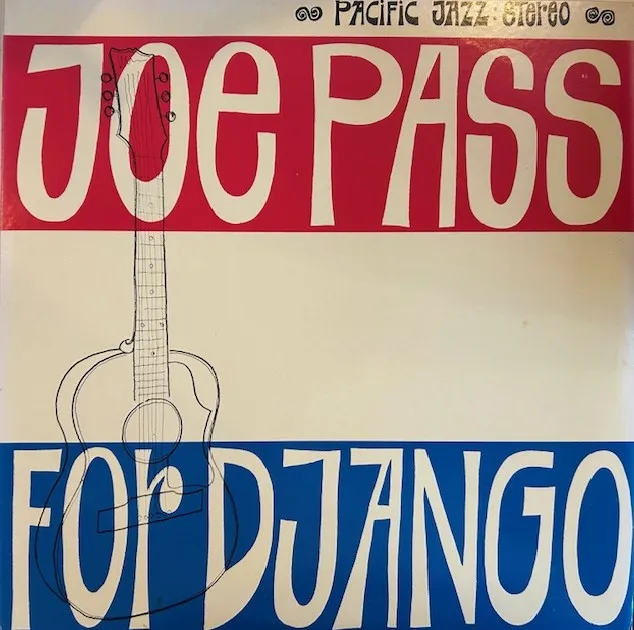 PACIFIC JAZZ : STEREO
JOE PASS
FOR DJANGO